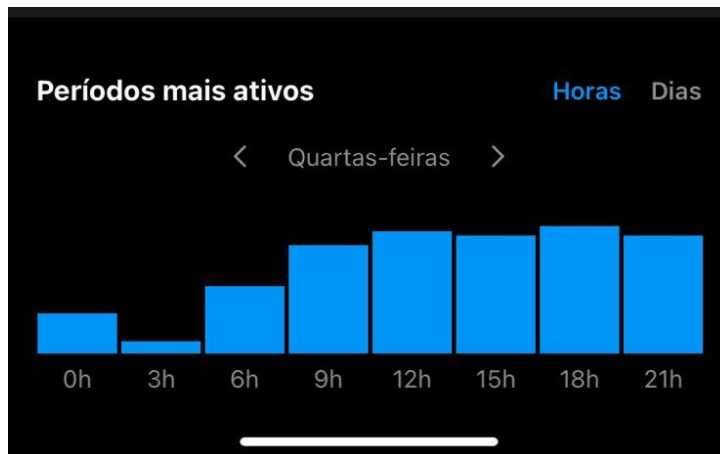 Períodos mais ativos Horas Dias
Quartas-feiras
0h 3h 6h 9h 12h 15h 18h 21h